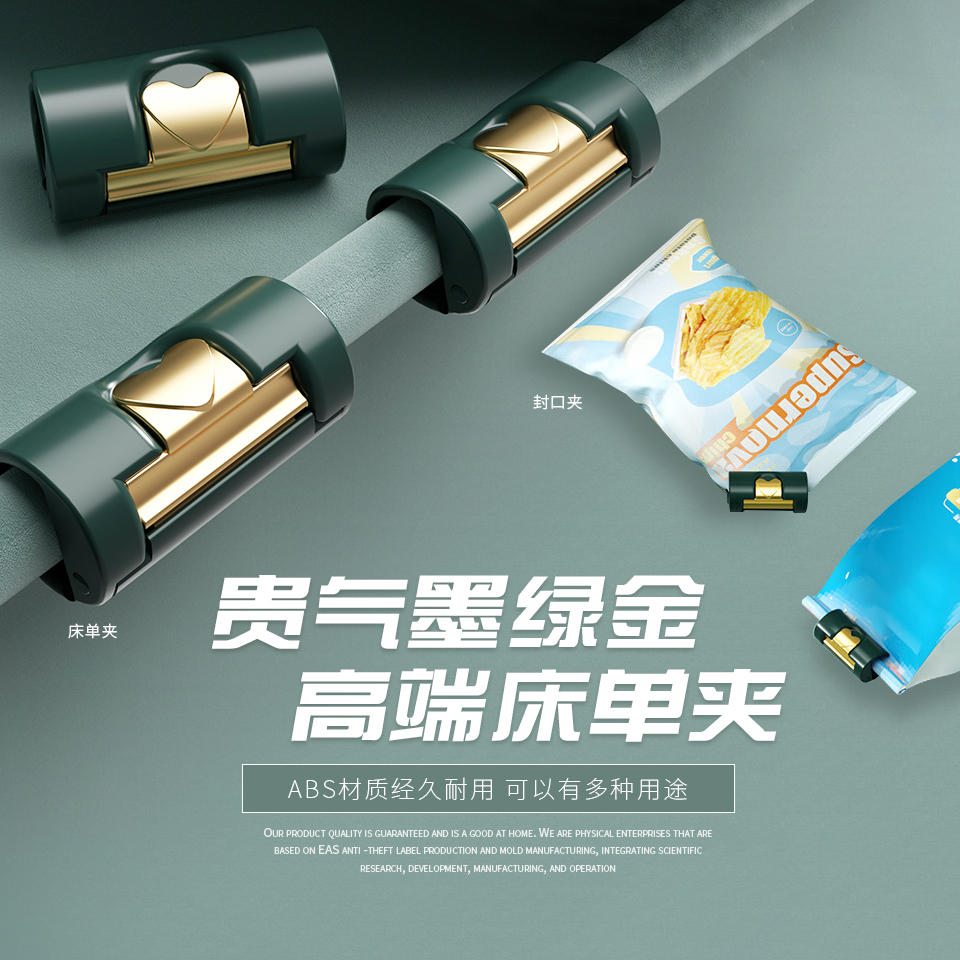 封口夹
Supernova
床单夹
贵气墨绿金
高端床单夹
ABS材质经久耐用 可以有多种用途
OUR PRODUCT QUALITY IS GUARANTEED AND IS A GOOD AT HOME. WE ARE PHYSICAL ENTERPRISES THAT ARE
BASED ON EAS ANTI -THEFT LABEL PRODUCTION AND MOLD MANUFACTURING, INTEGRATING SCIENTIFIC
RESEARCH, DEVELOPMENT, MANUFACTURING, AND OPERATION